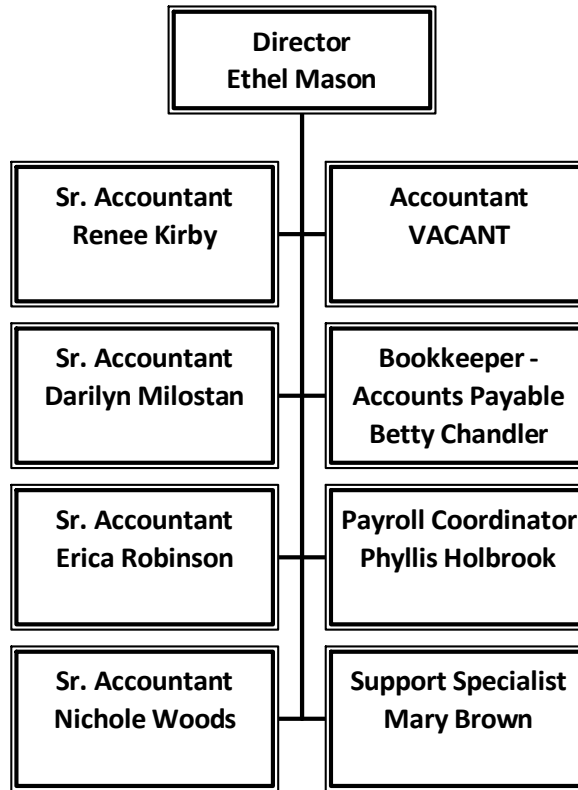 Director
Ethel Mason
Sr. Accountant
Renee Kirby
Accountant
VACANT
Sr. Accountant
Darilyn Milostan
Bookkeeper -
Accounts Payable
Betty Chandler
Sr. Accountant
Erica Robinson
Payroll Coordinator
Phyllis Holbrook
Sr. Accountant
Nichole Woods
Support Specialist
Mary Brown